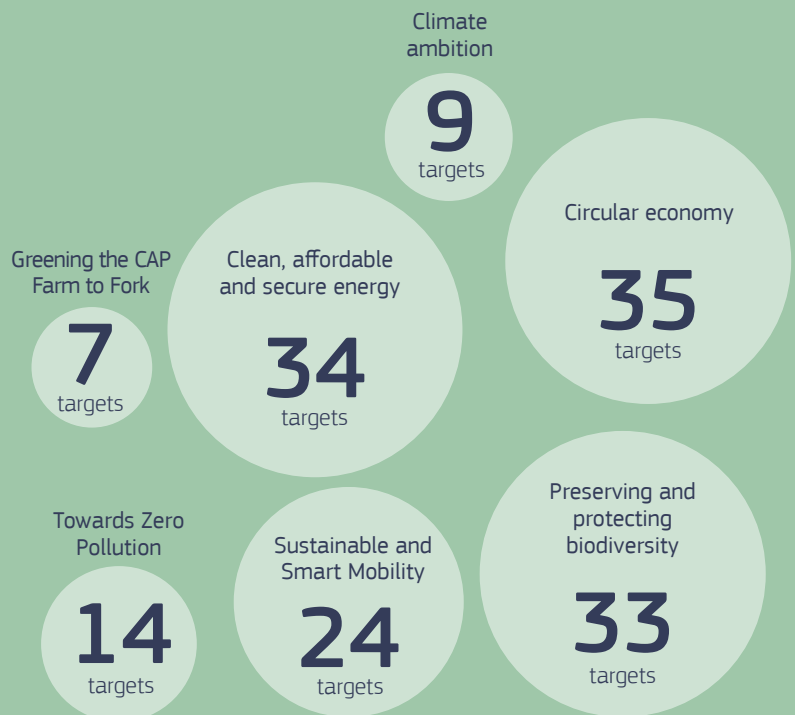 Climate
ambition
9
targets
Circular economy
35
targets
Greening the CAP
Farm to Fork
7
targets
Clean, affordable
and secure energy
34
targets
Towards Zero
Pollution
14
targets
Sustainable and
Smart Mobility
24
targets
Preserving and
protecting
biodiversity
33
targets